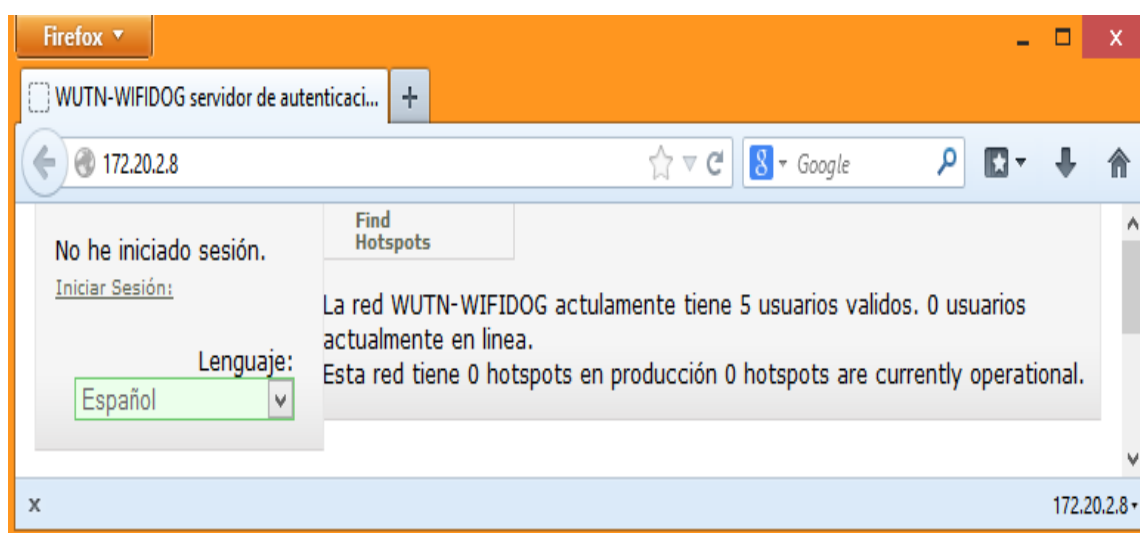 Firefox
WUTN-WIFIDOG servidor de autenticaci...
172.20.2.8
Google
No he iniciado sesión.
Iniciar Sesión:
Lenguaje:
Español
Find
Hotspots
La red WUTN-WIFIDOG actulamente tiene 5 usuarios validos. 0 usuarios
actualmente en linea.
Esta red tiene 0 hotspots en producción 0 hotspots are currently operational.
x
172.20.2.8